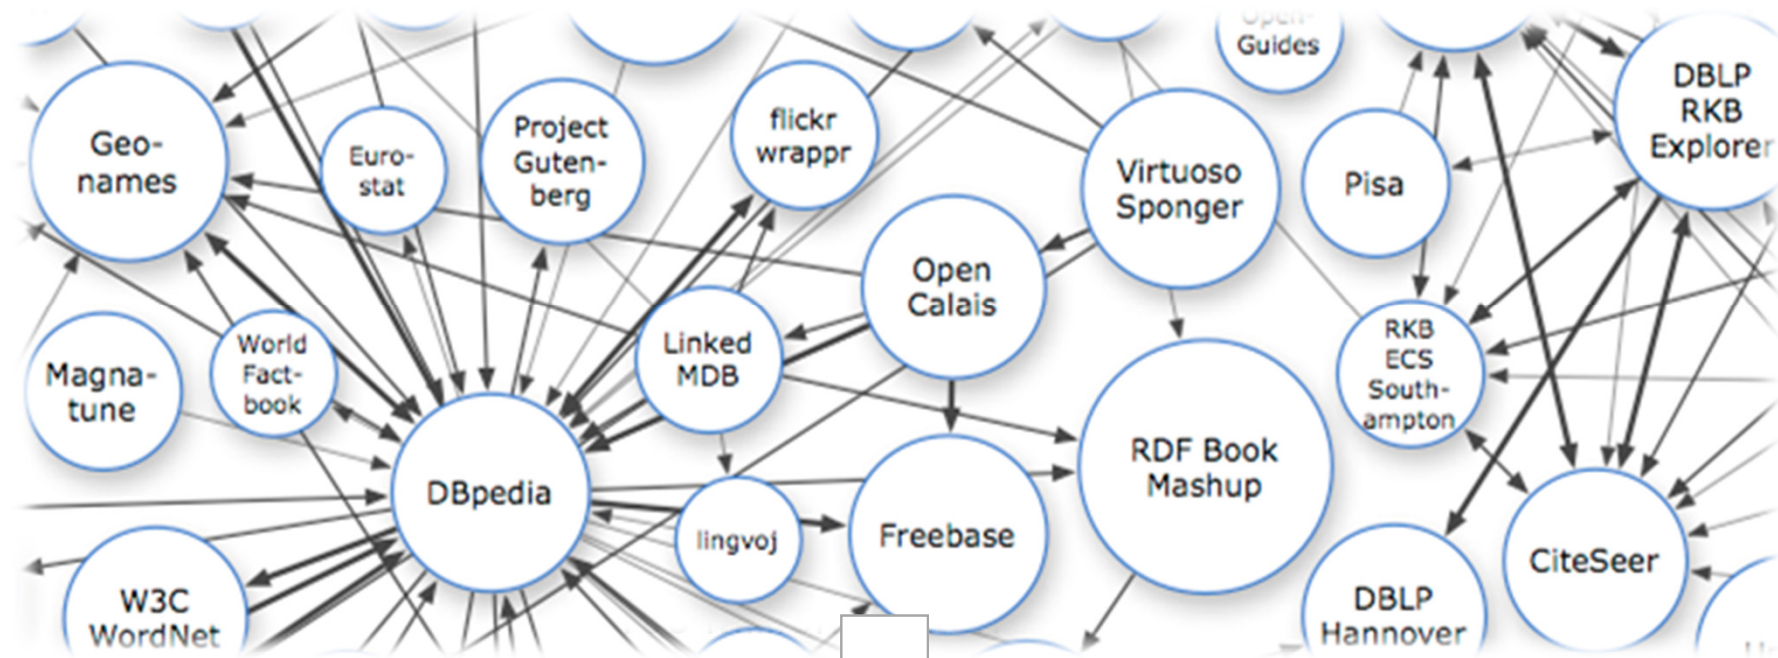 Open-
Guides
DBLP
RKB
Explorer
Geo-
names
Euro-
stat
Project
Guten-
berg
flickr
wrappr
Virtuoso
Sponger
Pisa
Open
Calais
Linked
MDB
RKB
ECS
South-
ampton
World
Fact-
book
Magna-
tune
DBpedia
RDF Book
Mashup
lingvoj
Freebase
CiteSeer
W3C
WordNet
DBLP
Hannover